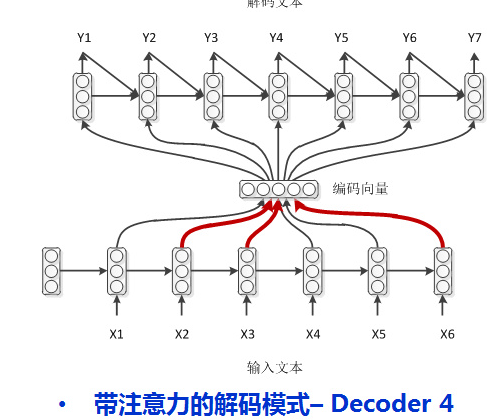 解码文本
Y1 Y2 Y3 Y4 Y5 Y6 Y7
编码向量
X1 X2 X3 X4 X5 X6
输入文本
• 带注意力的解码模式– Decoder 4